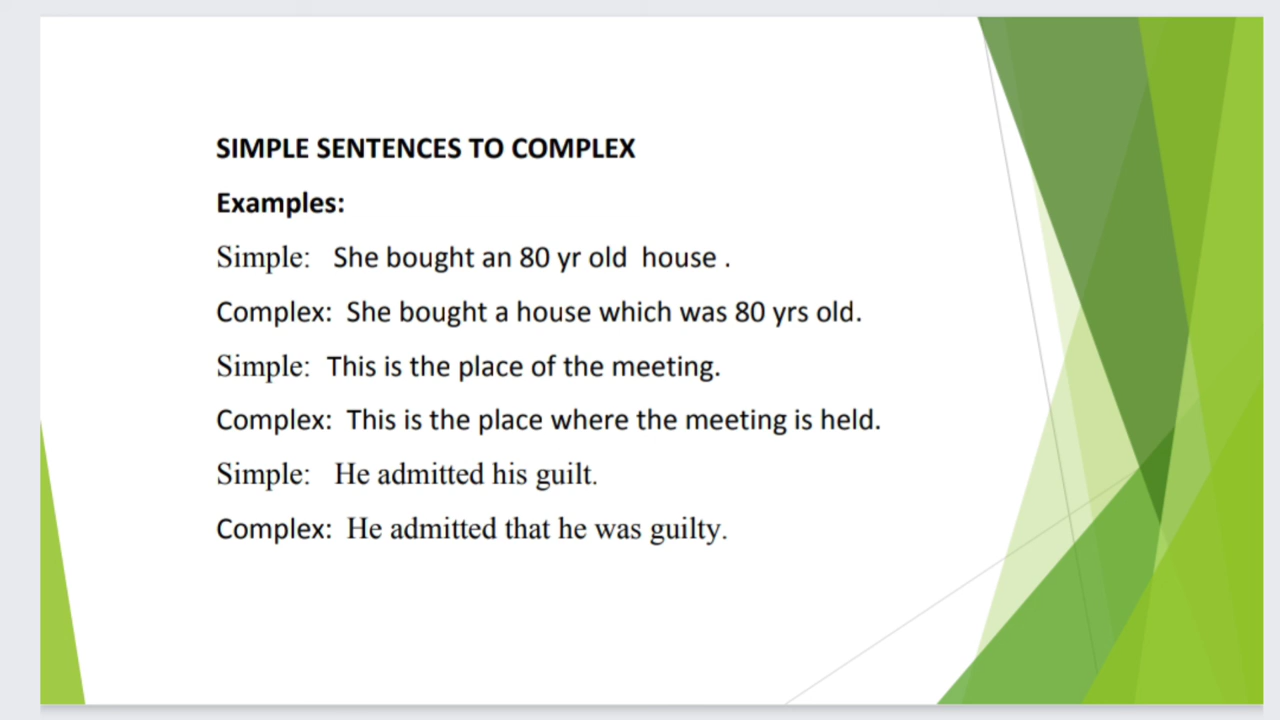 SIMPLE SENTENCES TO COMPLEX
Examples:
Simple: She bought an 80 yr old house .
Complex: She bought a house which was 80 yrs old.
Simple: This is the place of the meeting.
Complex: This is the place where the meeting is held.
Simple: He admitted his guilt.
Complex: He admitted that he was guilty.